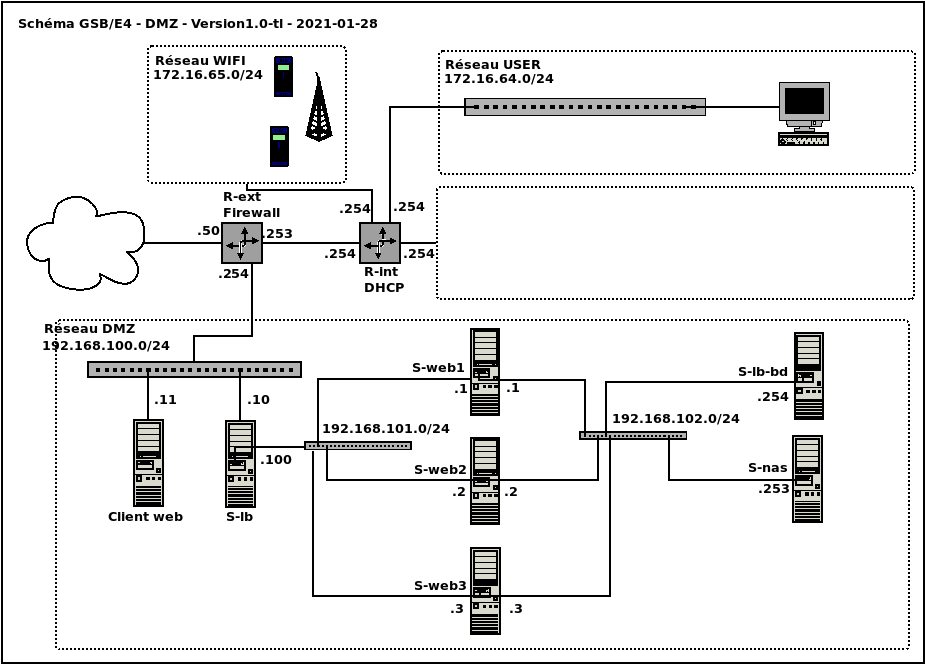 Schéma GSB/E4 - DMZ - Version1.0-tl - 2021-01-28
Réseau WIFI
172.16.65.0/24
Réseau USER
172.16.64.0/24
R-ext
Firewall
.254
.254
.50
.253
.254
.254
.254
R-int
DHCP
Réseau DMZ
192.168.100.0/24
S-web1
.1
.1
S-lb-bd
.254
.11
.10
192.168.101.0/24
192.168.102.0/24
.100
S-web2
.2
.2
S-nas
.253
Client web
S-lb
S-web3
.3
.3